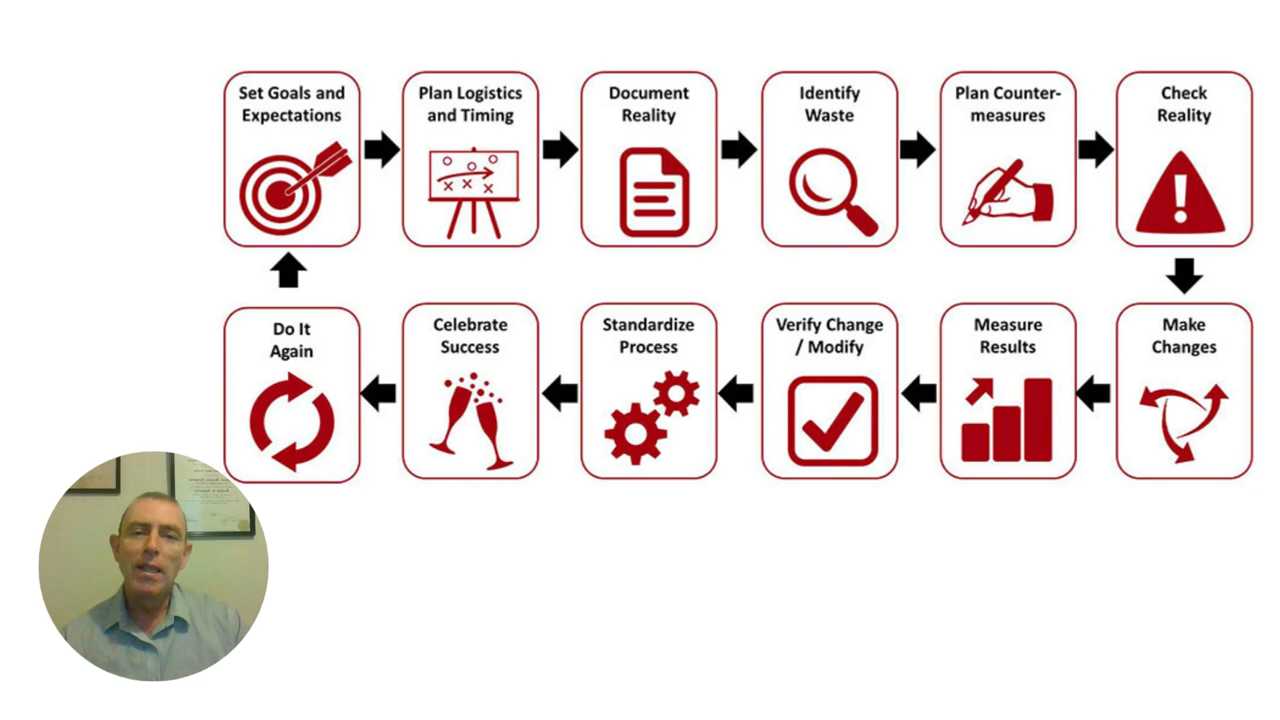 Set Goals and
Expectations
Plan Logistics
and Timing
Document
Reality
Identify
Waste
Plan Counter-
measures
Check
Reality
Make
Changes
Measure
Results
Verify Change
/ Modify
Standardize
Process
Celebrate
Success
Do It
Again